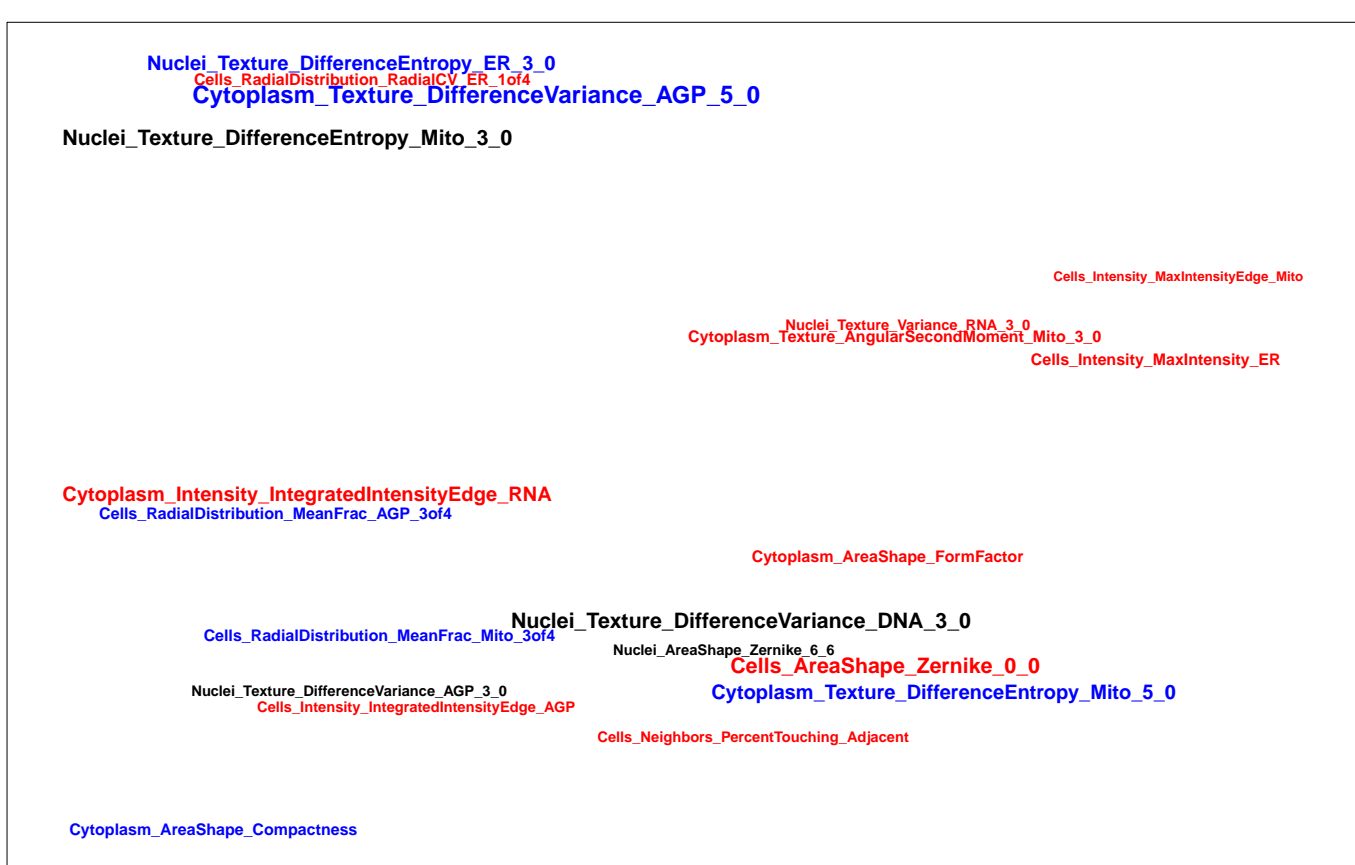 Nuclei_Texture_DifferenceEntropy_ER_3_0
Cells_RadialDistribution_RadialCV_ER_1of4
Cytoplasm_Texture_DifferenceVariance_AGP_5_0
Nuclei_Texture_DifferenceEntropy_Mito_3_0
Cells_Intensity_MaxIntensityEdge_Mito
Nuclei_Texture_Variance_RNA_3_0
Cytoplasm_Texture_AngularSecondMoment_Mito_3_0
Cells_Intensity_MaxIntensity_ER
Cytoplasm_Intensity_IntegratedIntensityEdge_RNA
Cells_RadialDistribution_MeanFrac_AGP_3of4
Cytoplasm_AreaShape_FormFactor
Nuclei_Texture_DifferenceVariance_DNA_3_0
Cells_RadialDistribution_MeanFrac_Mito_3of4
Nuclei_AreaShape_Zernike_6_6
Cells_AreaShape_Zernike_0_0
Nuclei_Texture_DifferenceVariance_AGP_3_0
Cytoplasm_Texture_DifferenceEntropy_Mito_5_0
Cells_Intensity_IntegratedIntensityEdge_AGP
Cells_Neighbors_PercentTouching_Adjacent
Cytoplasm_AreaShape_Compactness